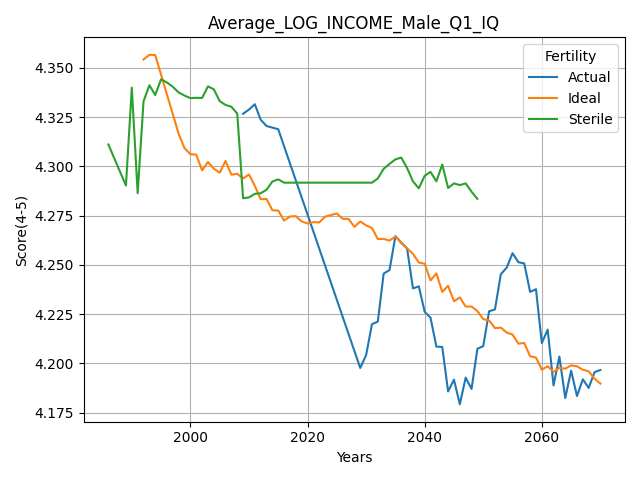 Average_LOG_INCOME_Male_Q1_IQ
Fertility
Actual
Ideal
Sterile
Score(4-5)
4.350
4.325
4.300
4.275
4.250
4.225
4.200
4.175
2000
2020
2040
2060
Years